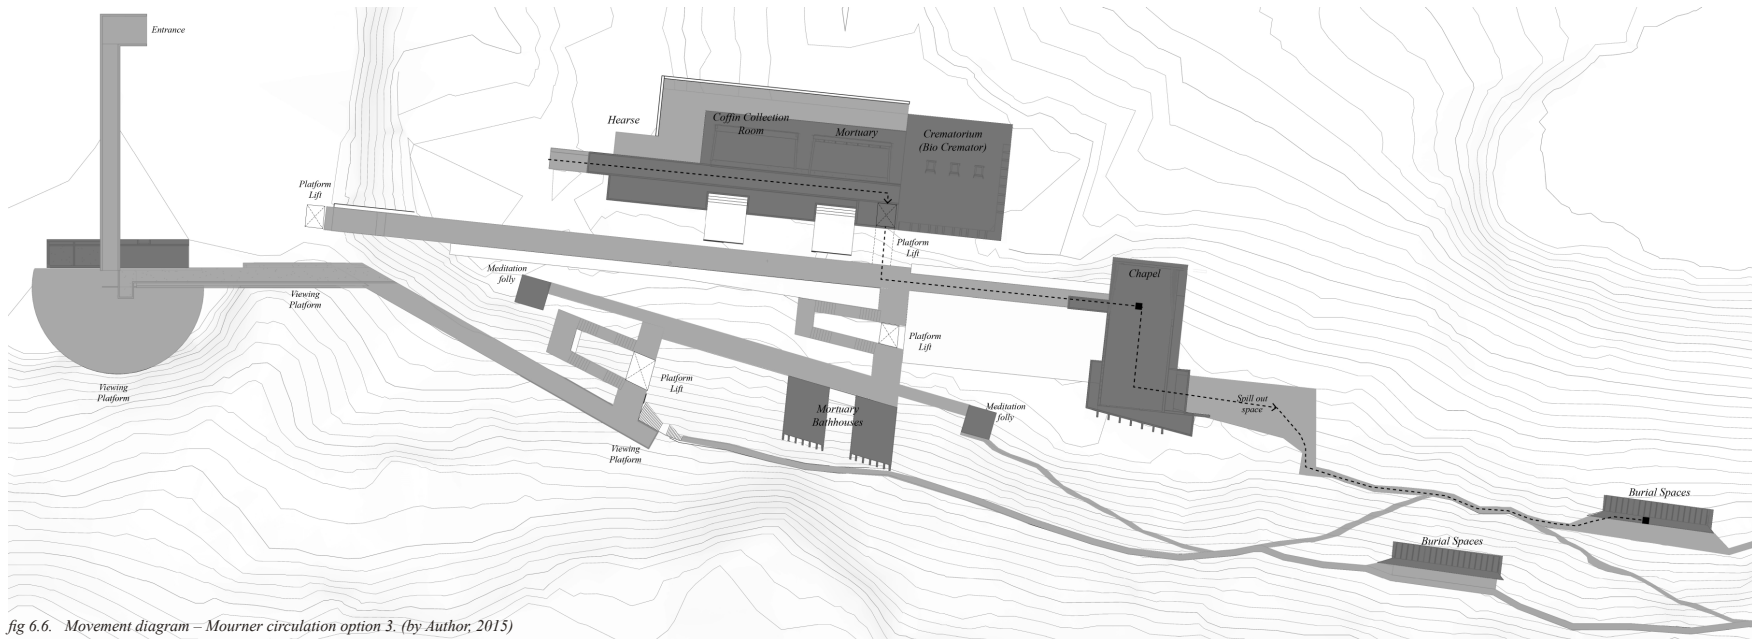 Entrance
Hearse
Coffin Collection
Room
Mortuary
Crematorium
(Bio Cremator)
Platform
Lift
Platform
Lift
Meditation
folly
Viewing
Platform
Chapel
Platform
Lift
Platform
Lift
Viewing
Platform
Mortuary
Bathhouses
Meditation
folly
Spill out
space
Viewing
Platform
Burial Spaces
Burial Spaces
fig 6.6. Movement diagram – Mourner circulation option 3. (by Author, 2015)